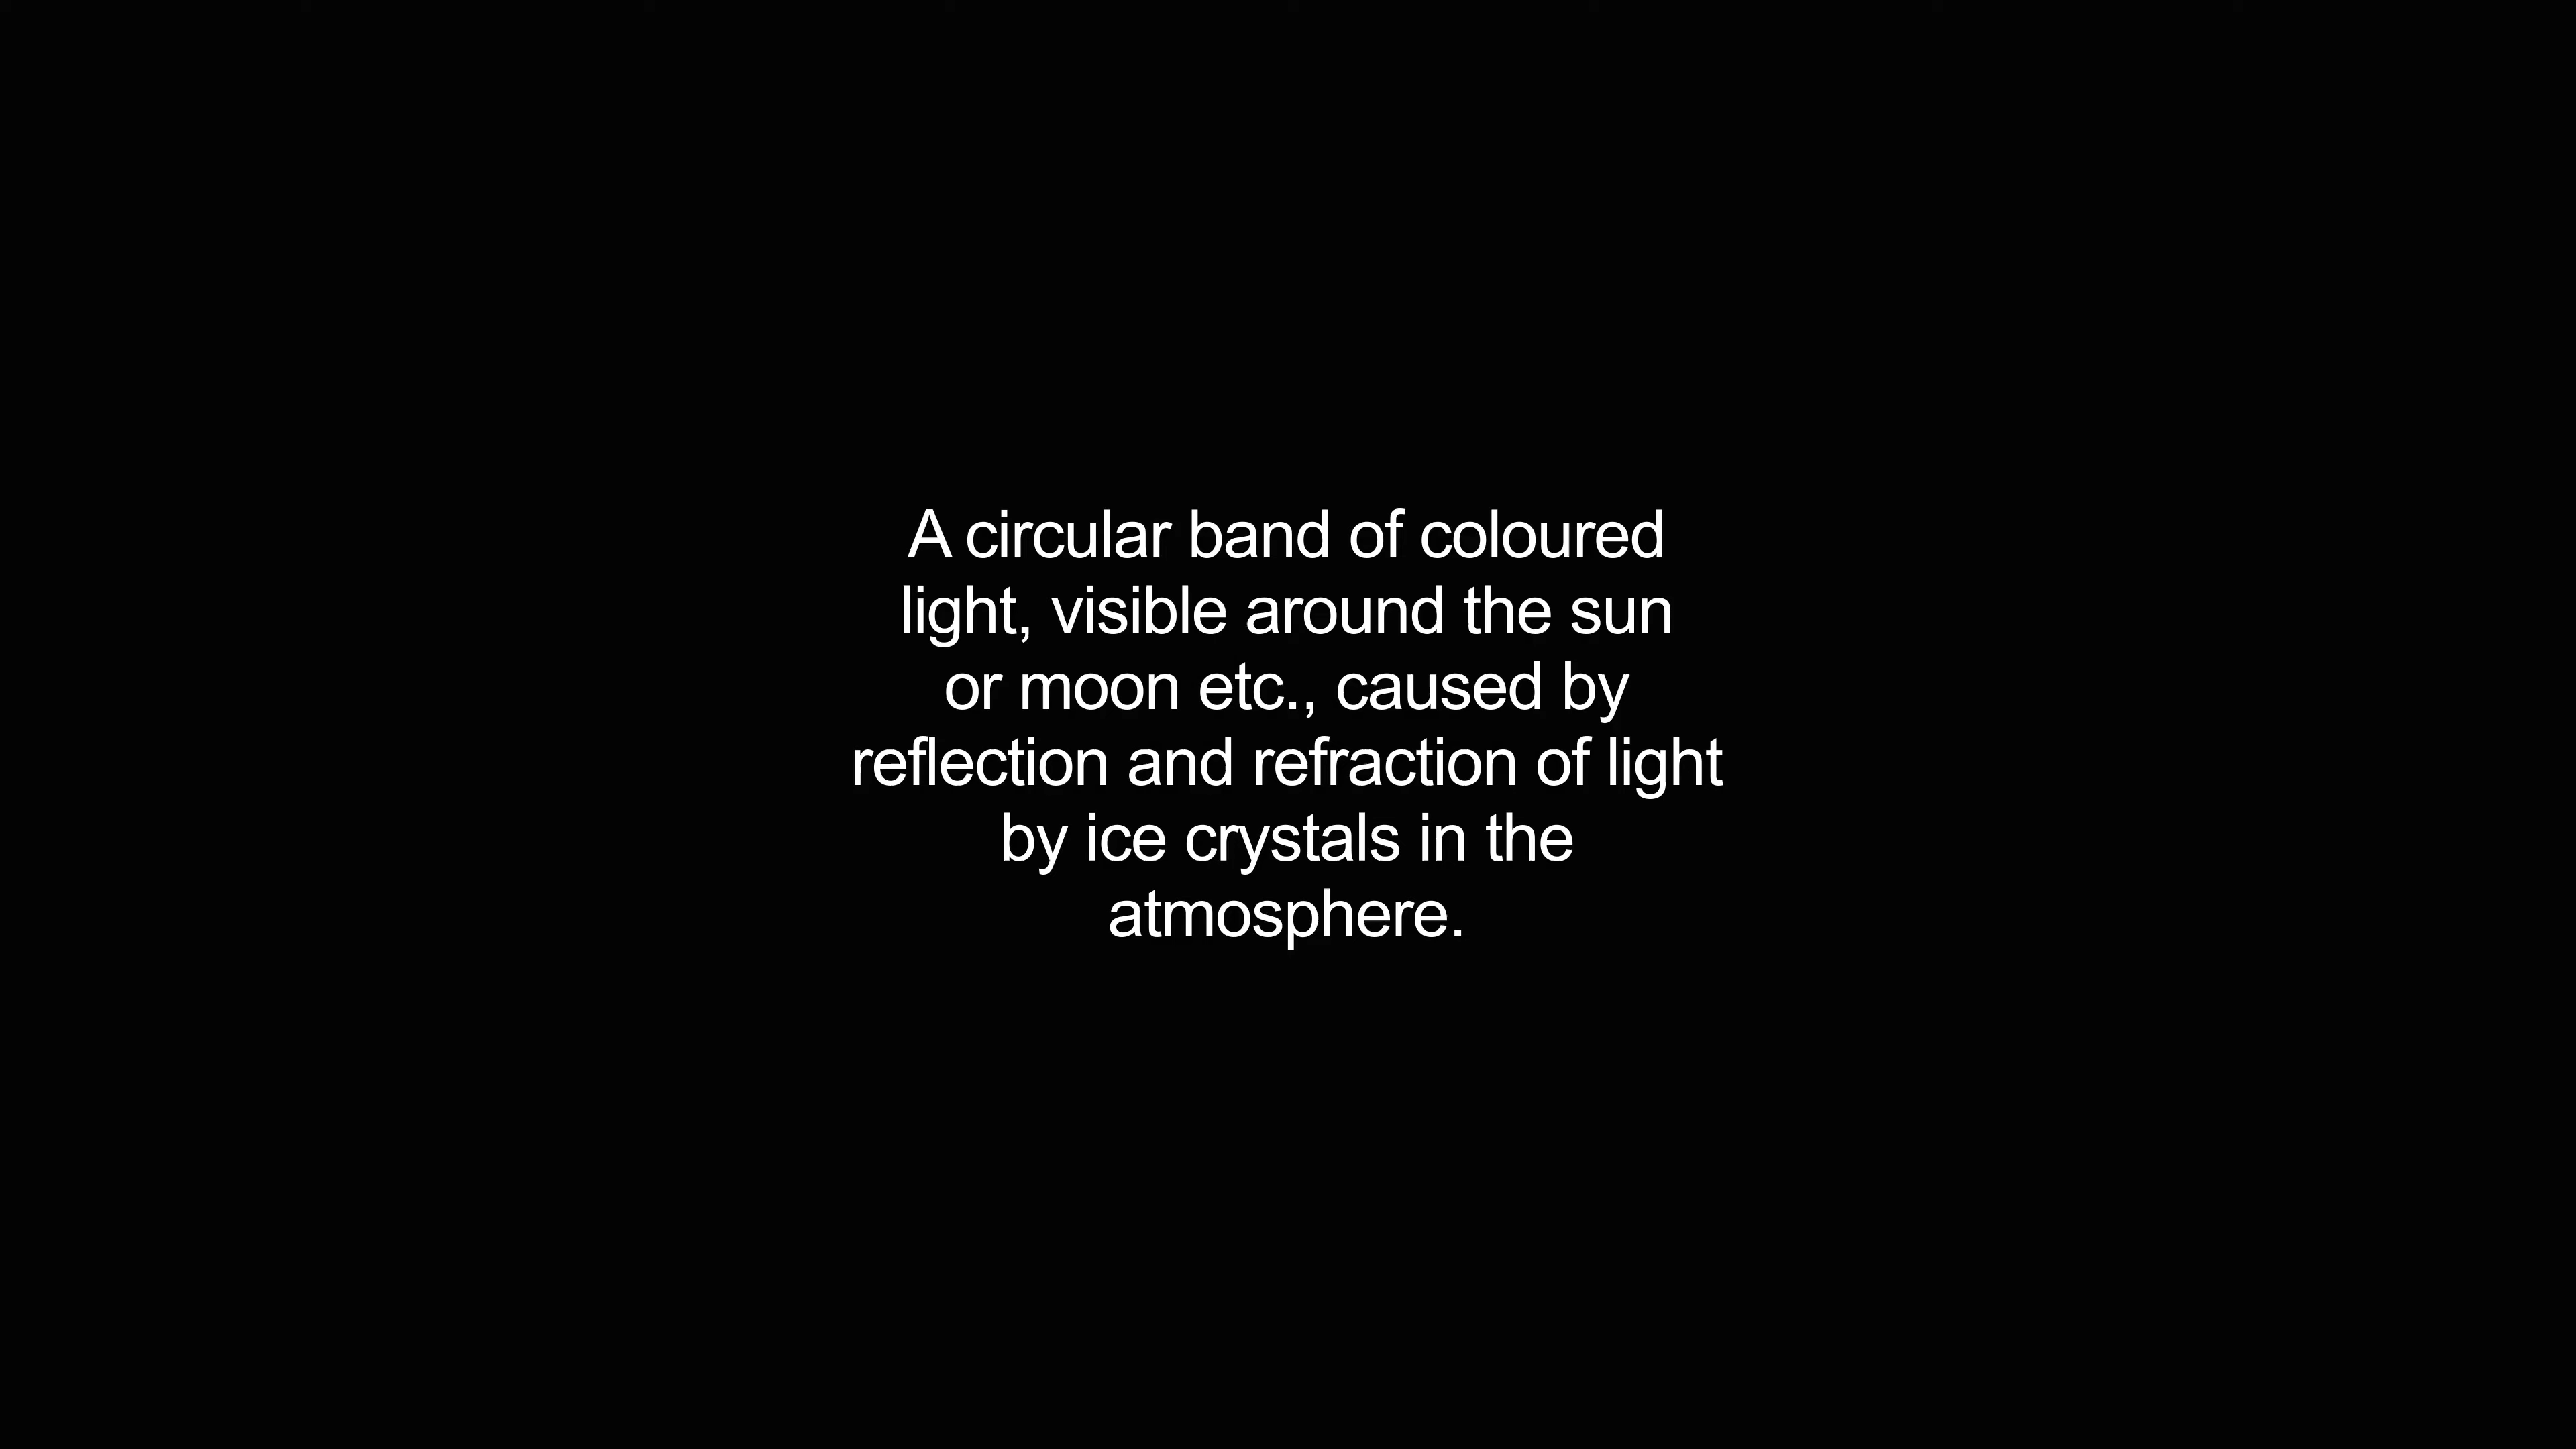 A circular band of coloured
light, visible around the sun
or moon etc., caused by
reflection and refraction of light
by ice crystals in the
atmosphere.